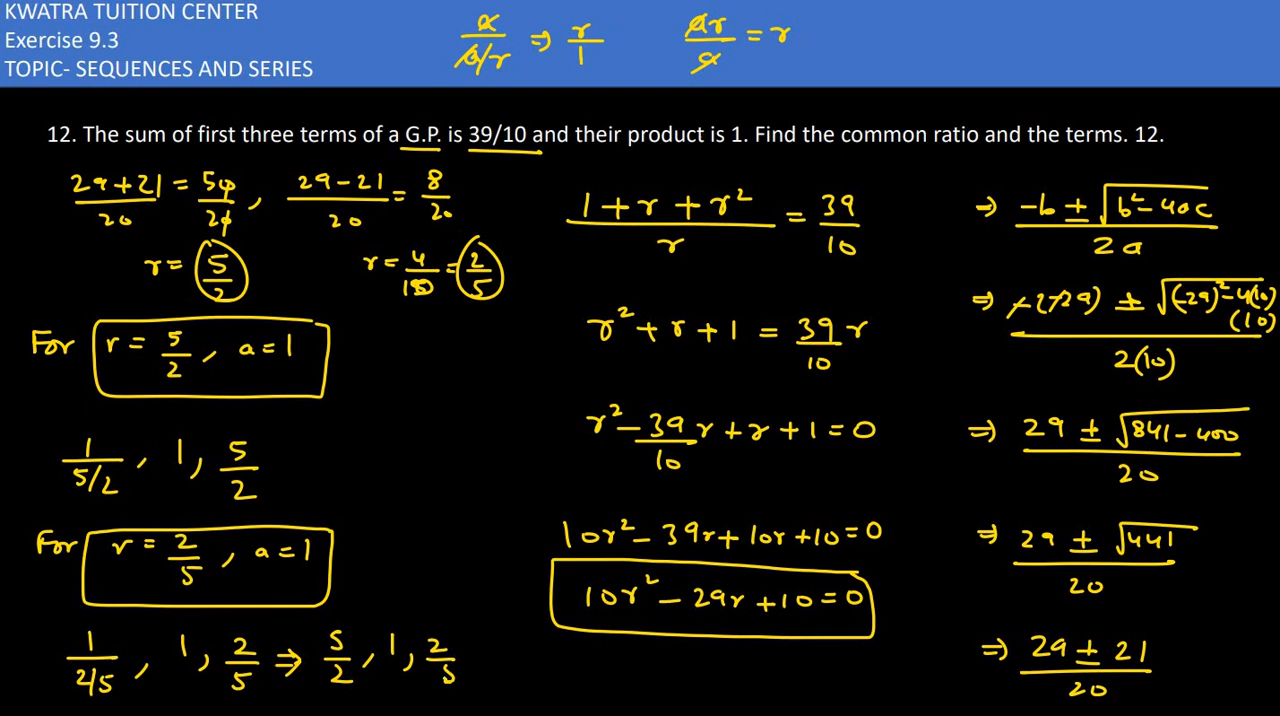 KWATRA TUITION CENTER
Exercise 9.3
TOPIC- SEQUENCES AND SERIES
a / (a/r) ⇒ r/1    ar/a = r
12. The sum of first three terms of a G.P. is 39/10 and their product is 1. Find the common ratio and the terms. 12.
(29+21)/20 = 50/20 , (29-21)/20 = 8/20
r = 5/2    r = 4/10 = 2/5
For r = 5/2 , a = 1
1/(5/2) , 1 , 5/2
For r = 2/5 , a = 1
1/(2/5) , 1 , 2/5 ⇒ 5/2 , 1 , 2/5
(1 + r + r²)/r = 39/10
r² + r + 1 = 39/10 r
r² - 39/10 r + r + 1 = 0
10r² - 39r + 10r + 10 = 0
10r² - 29r + 10 = 0
⇒ (-b ± √(b² - 4ac))/2a
⇒ (-(-29) ± √((-29)² - 4(10)(10)))/2(10)
⇒ (29 ± √(841 - 400))/20
⇒ (29 ± √441)/20
⇒ (29 ± 21)/20